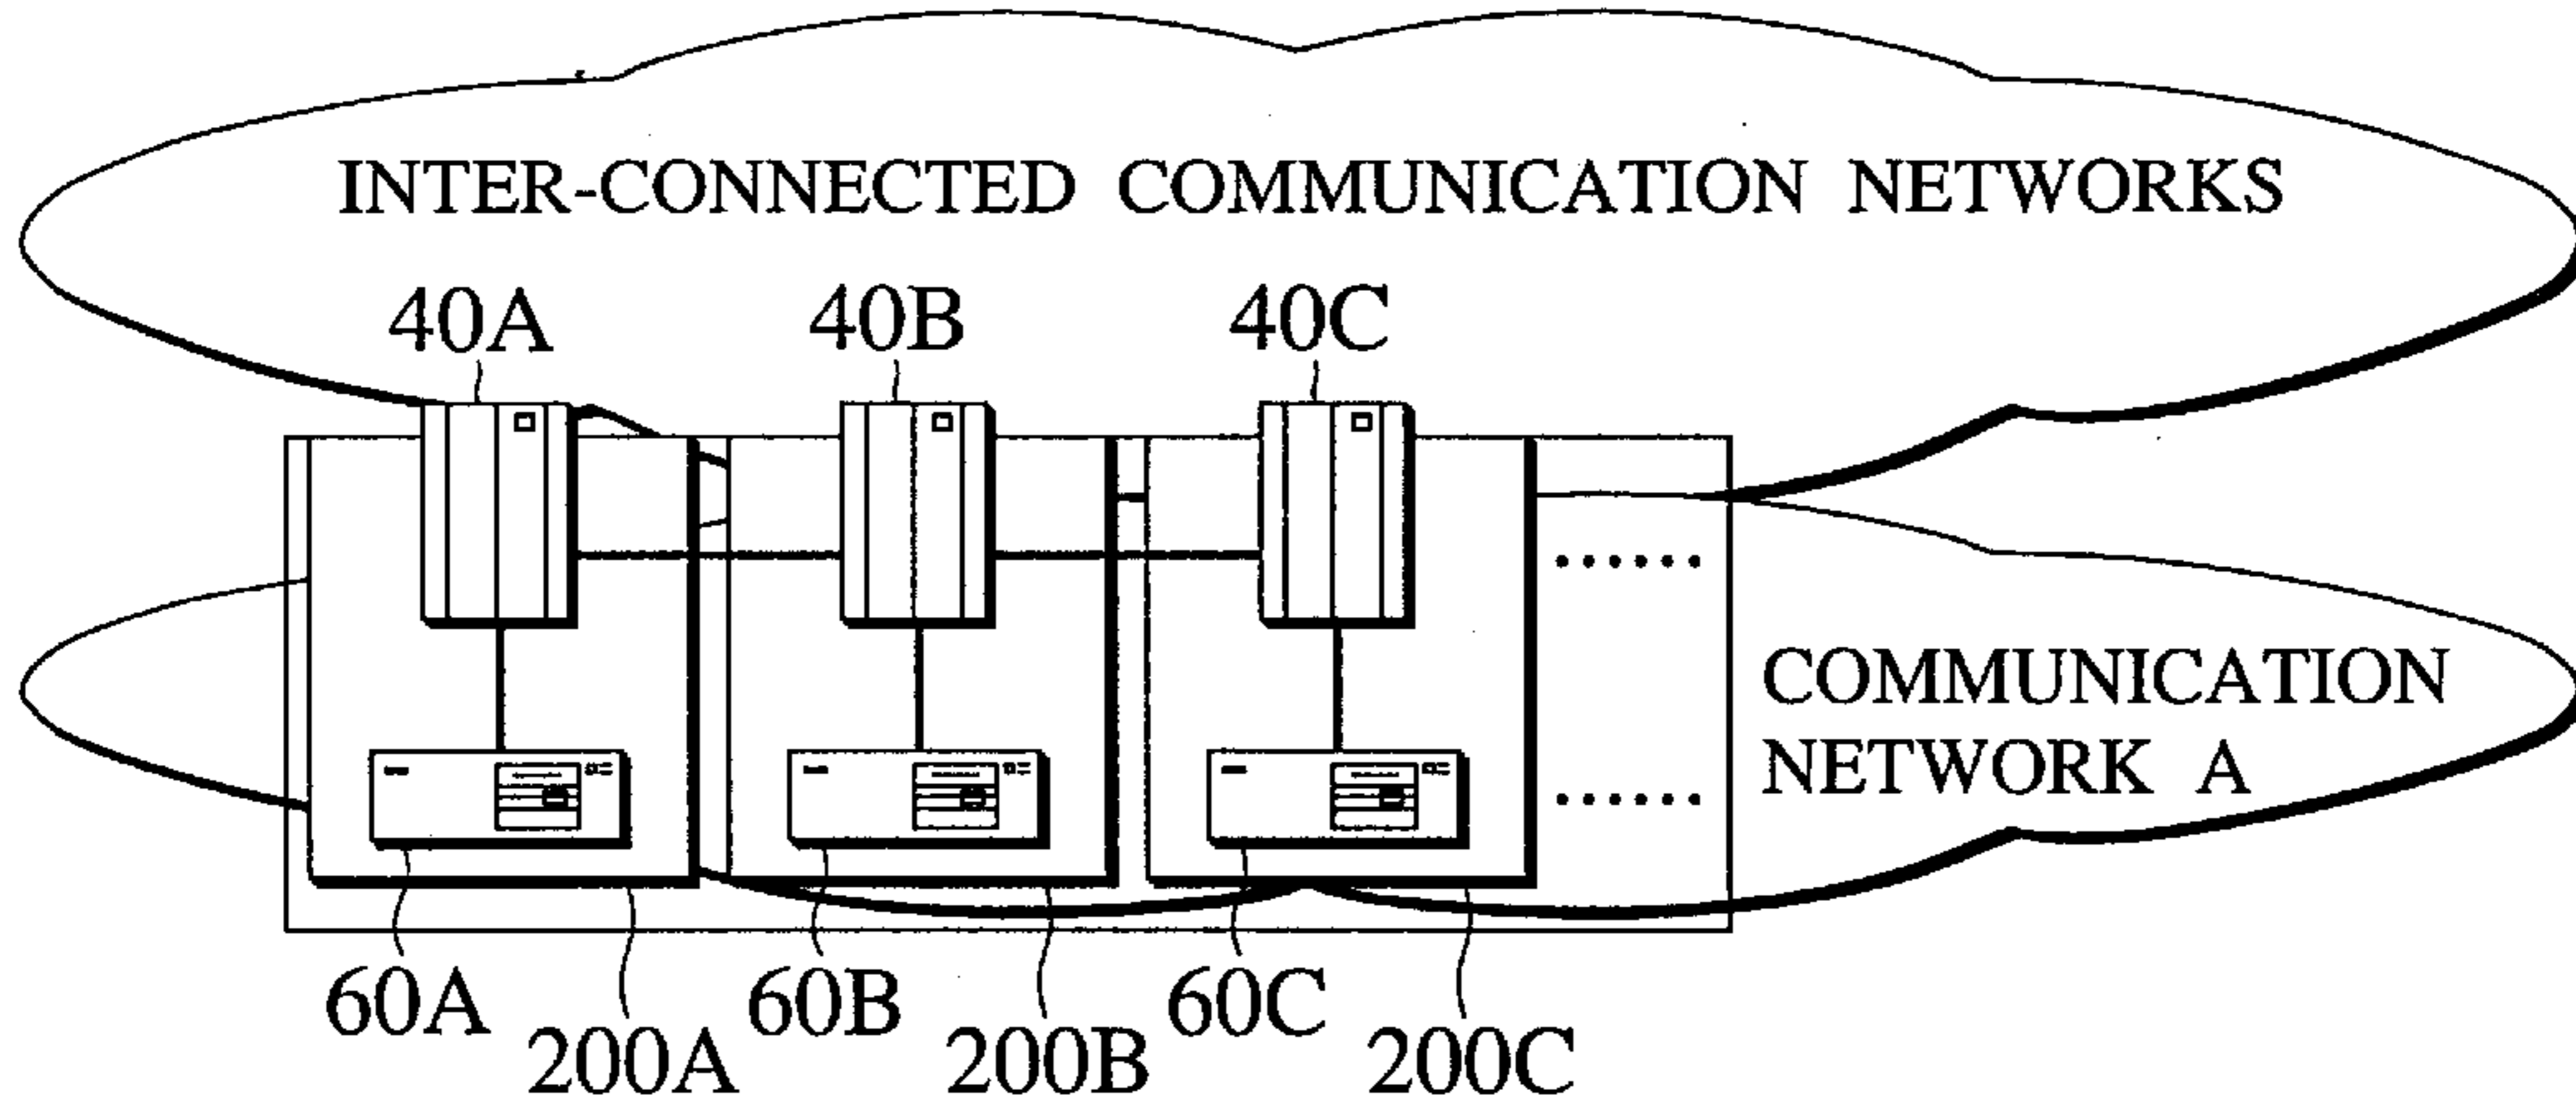 INTER-CONNECTED COMMUNICATION NETWORKS
40A 40B 40C
COMMUNICATION
NETWORK A
60A 60B 60C
200A 200B 200C